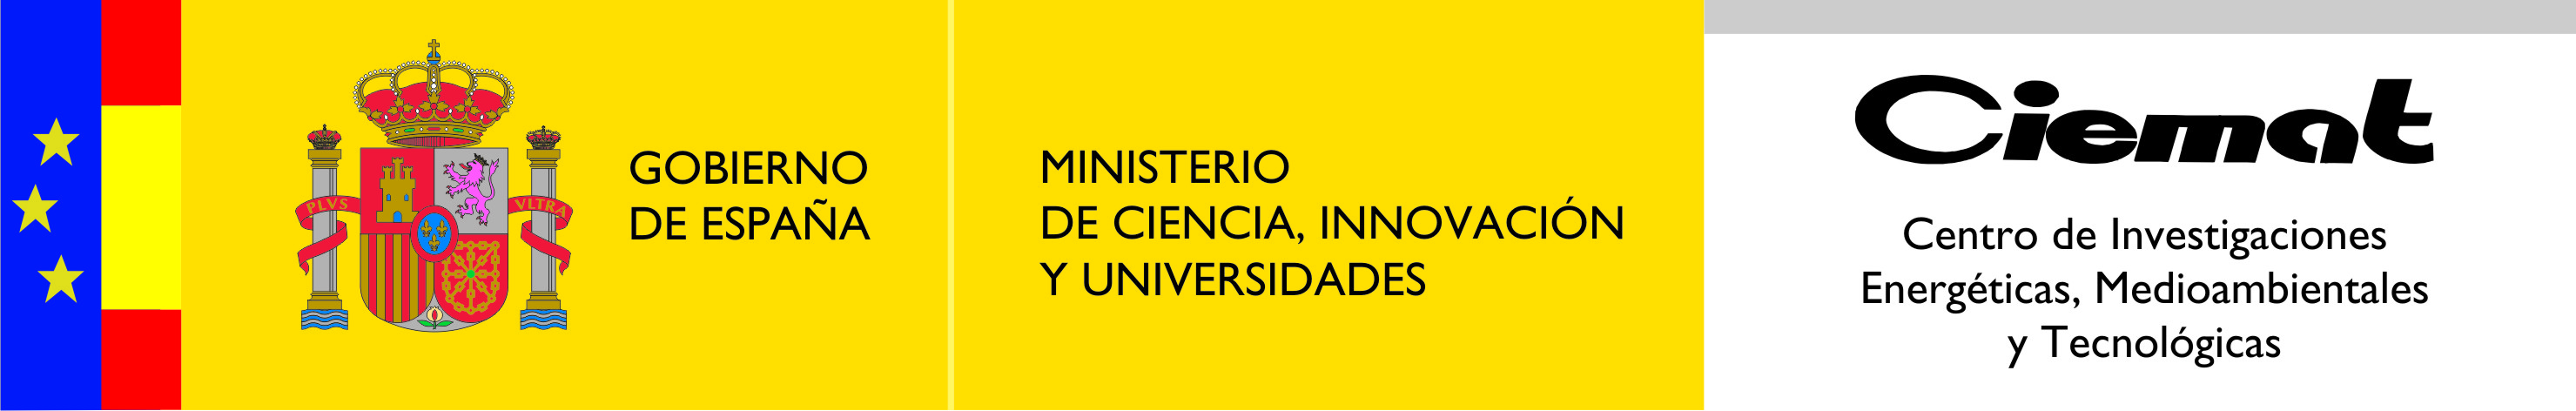 PLVS VLTRA
GOBIERNO
DE ESPAÑA
MINISTERIO
DE CIENCIA, INNOVACIÓN
Y UNIVERSIDADES
Ciemat
Centro de Investigaciones
Energéticas, Medioambientales
y Tecnológicas